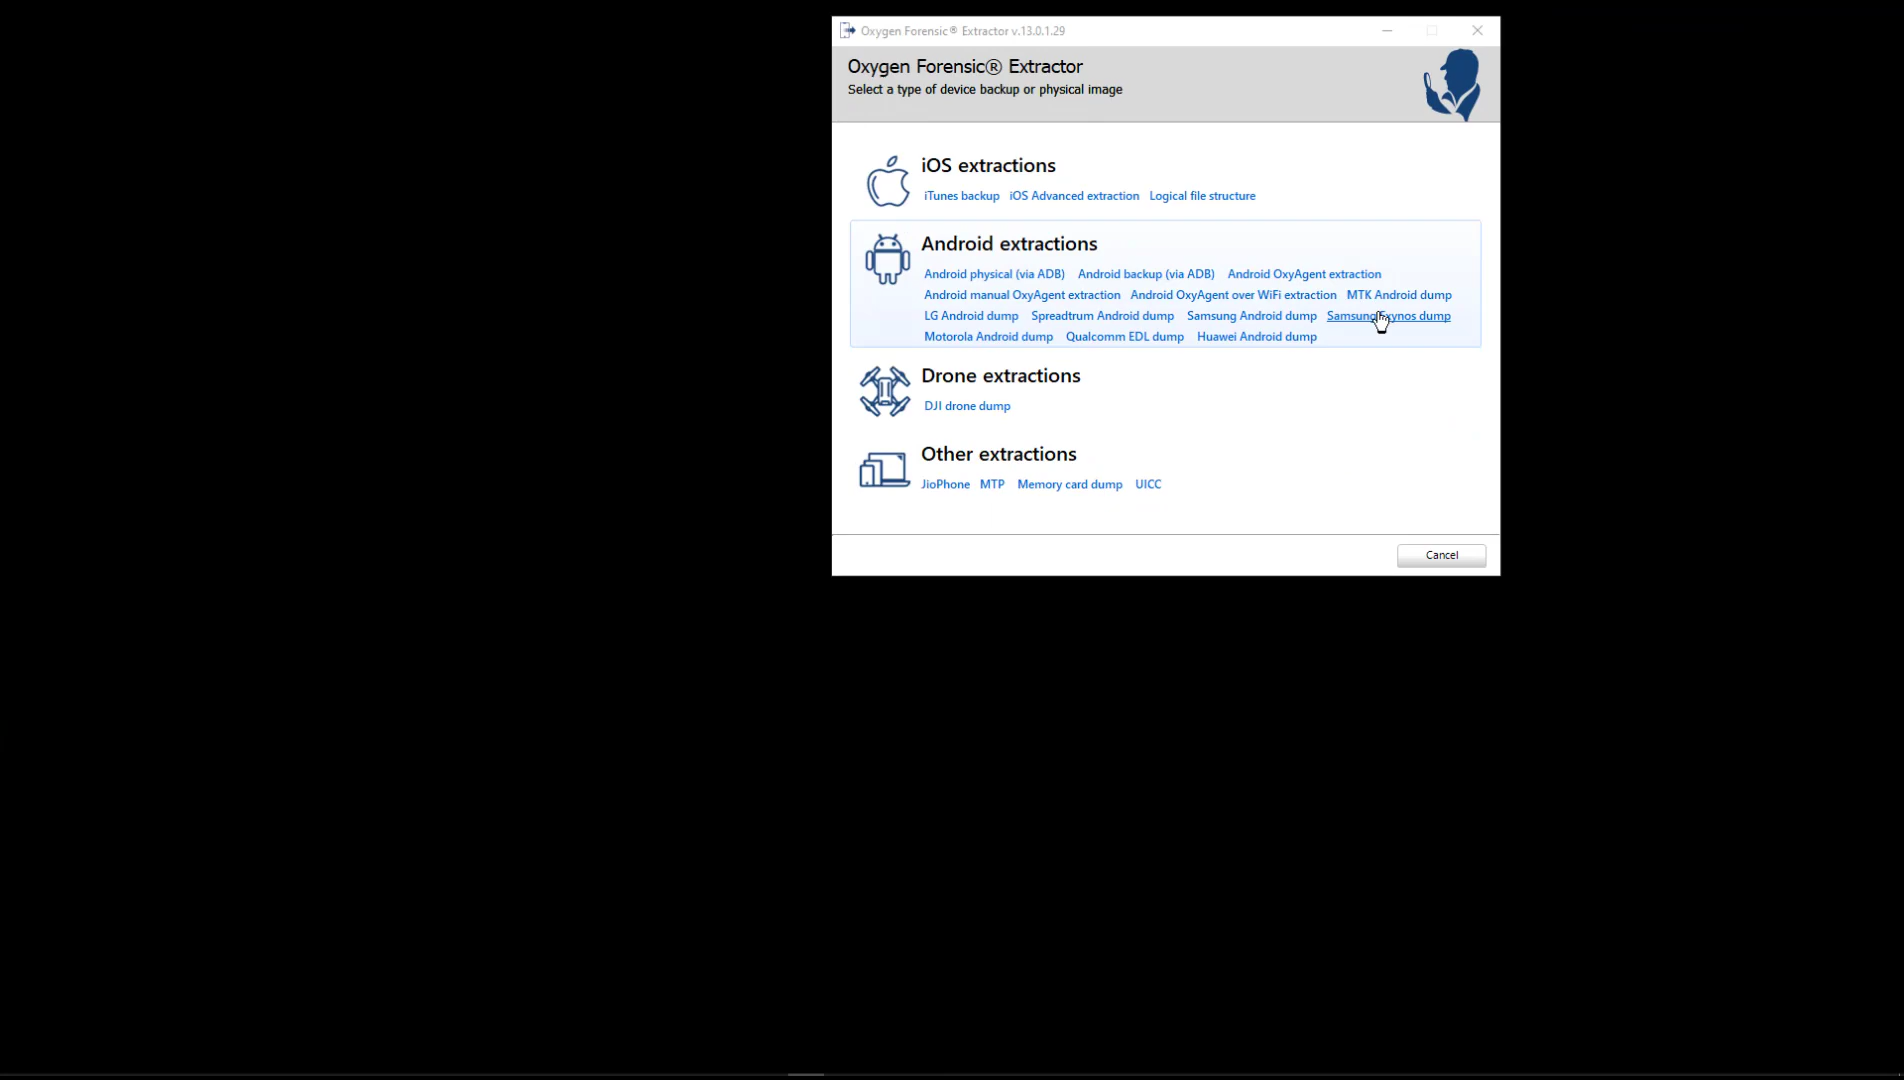 Oxygen Forensic® Extractor v.13.0.1.29
Oxygen Forensic® Extractor
Select a type of device backup or physical image
iOS extractions
iTunes backup iOS Advanced extraction Logical file structure
Android extractions
Android physical (via ADB) Android backup (via ADB) Android OxyAgent extraction
Android manual OxyAgent extraction Android OxyAgent over WiFi extraction MTK Android dump
LG Android dump Spreadtrum Android dump Samsung Android dump Samsung Exynos dump
Motorola Android dump Qualcomm EDL dump Huawei Android dump
Drone extractions
DJI drone dump
Other extractions
JioPhone MTP Memory card dump UICC
Cancel